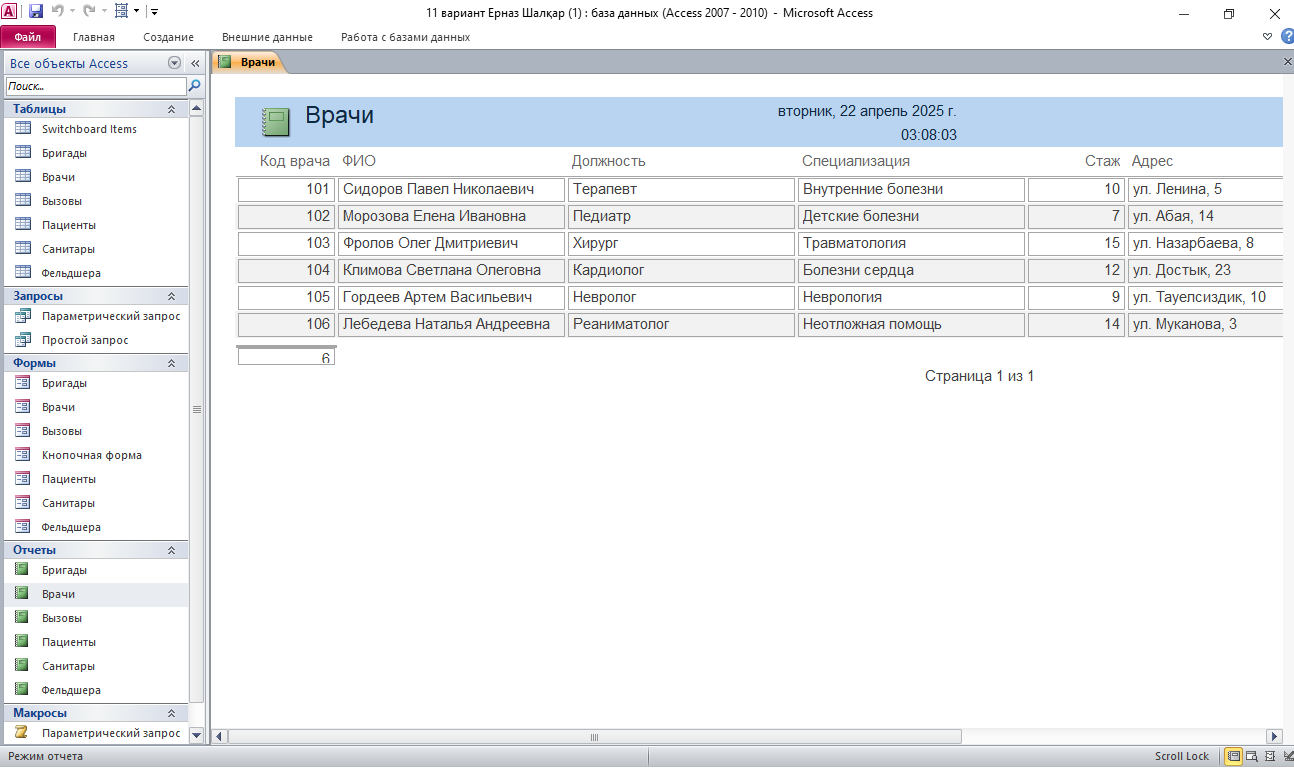 11 вариант Ерназ Шалқар (1) : база данных (Access 2007 - 2010) - Microsoft Access
Файл Главная Создание Внешние данные Работа с базами данных
Все объекты Access
Поиск...
Таблицы
Switchboard Items
Бригады
Врачи
Вызовы
Пациенты
Санитары
Фельдшера
Запросы
Параметрический запрос
Простой запрос
Формы
Бригады
Врачи
Вызовы
Кнопочная форма
Пациенты
Санитары
Фельдшера
Отчеты
Бригады
Врачи
Вызовы
Пациенты
Санитары
Фельдшера
Макросы
Параметрический запрос
Врачи
Врачи
вторник, 22 апрель 2025 г.
03:08:03
Код врача ФИО Должность Специализация Стаж Адрес
101 Сидоров Павел Николаевич Терапевт Внутренние болезни 10 ул. Ленина, 5
102 Морозова Елена Ивановна Педиатр Детские болезни 7 ул. Абая, 14
103 Фролов Олег Дмитриевич Хирург Травматология 15 ул. Назарбаева, 8
104 Климова Светлана Олеговна Кардиолог Болезни сердца 12 ул. Достык, 23
105 Гордеев Артем Васильевич Невролог Неврология 9 ул. Тауелсиздик, 10
106 Лебедева Наталья Андреевна Реаниматолог Неотложная помощь 14 ул. Муканова, 3
6
Страница 1 из 1
Режим отчета
Scroll Lock